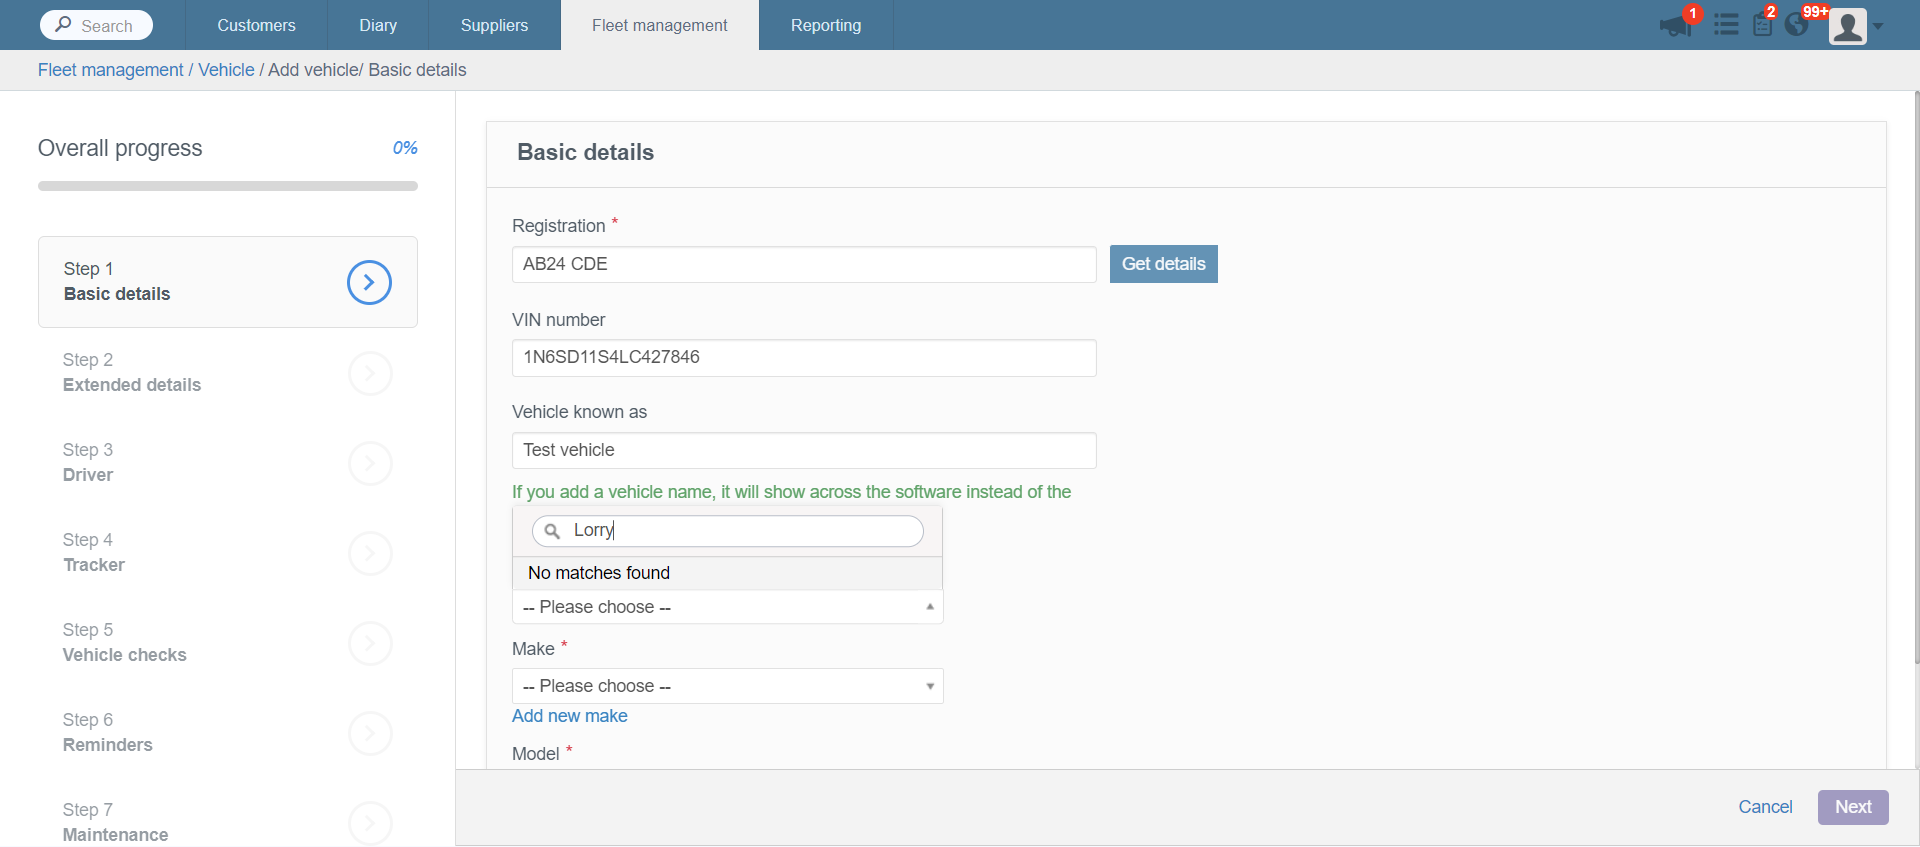 Search
Customers
Diary
Suppliers
Fleet management
Reporting
1
2
99+
Fleet management / Vehicle / Add vehicle/ Basic details
Overall progress
0%
Step 1
Basic details
Step 2
Extended details
Step 3
Driver
Step 4
Tracker
Step 5
Vehicle checks
Step 6
Reminders
Step 7
Maintenance
Basic details
Registration *
AB24 CDE
Get details
VIN number
1N6SD11S4LC427846
Vehicle known as
Test vehicle
If you add a vehicle name, it will show across the software instead of the
Lorry
No matches found
-- Please choose --
Make *
-- Please choose --
Add new make
Model *
Cancel
Next